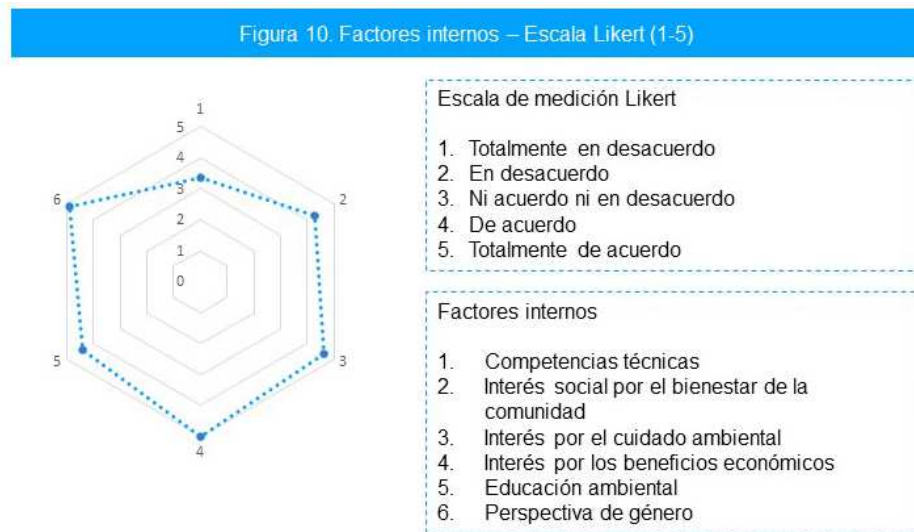 Figura 10. Factores internos – Escala Likert (1-5)
1
5
4
3
2
1
0
6
2
5
3
4
Escala de medición Likert
1. Totalmente en desacuerdo
2. En desacuerdo
3. Ni acuerdo ni en desacuerdo
4. De acuerdo
5. Totalmente de acuerdo
Factores internos
1. Competencias técnicas
2. Interés social por el bienestar de la
comunidad
3. Interés por el cuidado ambiental
4. Interés por los beneficios económicos
5. Educación ambiental
6. Perspectiva de género